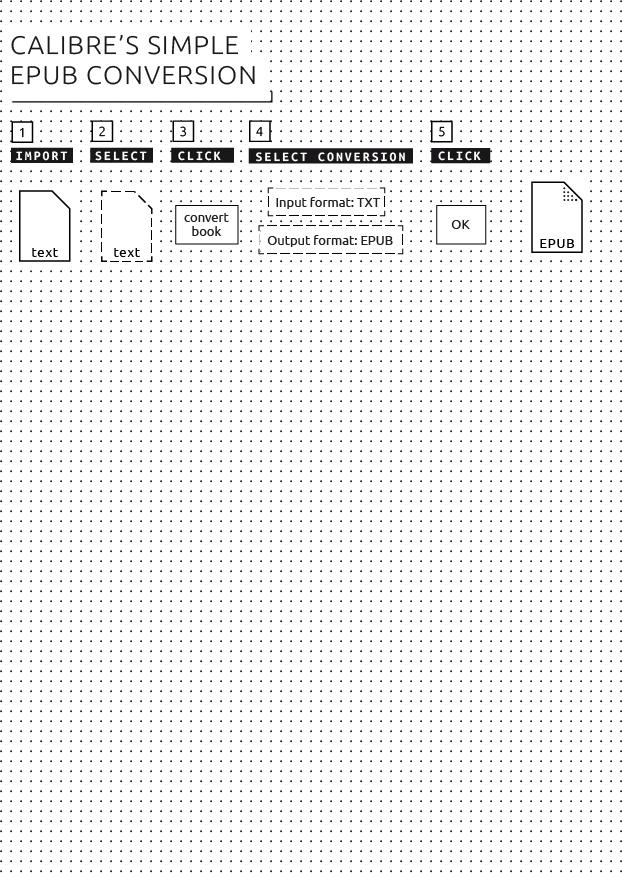 CALIBRE’S SIMPLE
EPUB CONVERSION
1
IMPORT
text
2
SELECT
text
3
CLICK
convert
book
4
SELECT CONVERSION
Input format: TXT
Output format: EPUB
5
CLICK
OK
EPUB